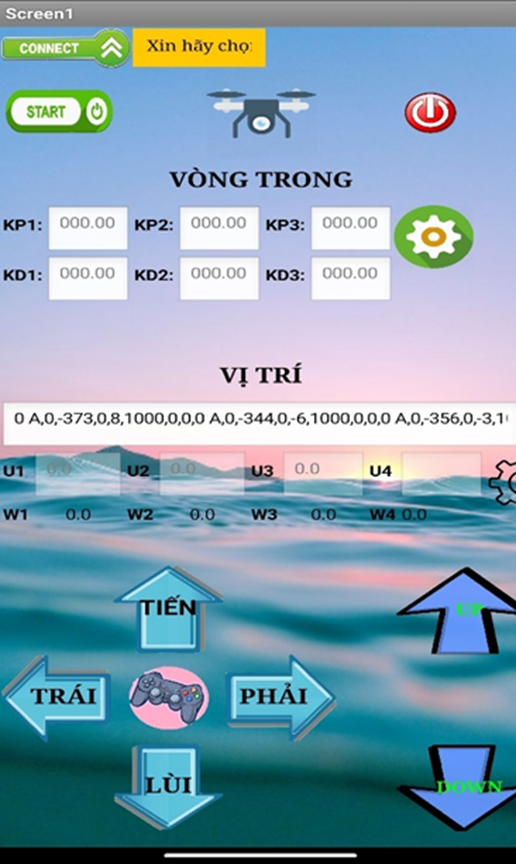 Screen1
CONNECT Xin hãy chọ
START
VÒNG TRONG
KP1: 000.00 KP2: 000.00 KP3: 000.00
KD1: 000.00 KD2: 000.00 KD3: 000.00
VỊ TRÍ
0 A,0,-373,0,8,1000,0,0,0 A,0,-344,0,-6,1000,0,0,0 A,0,-356,0,-3,1
U1 0.0 U2 0.0 U3 0.0 U4
W1 0.0 W2 0.0 W3 0.0 W4 0.0
TIẾN
UP
TRÁI
PHẢI
LÙI
DOWN